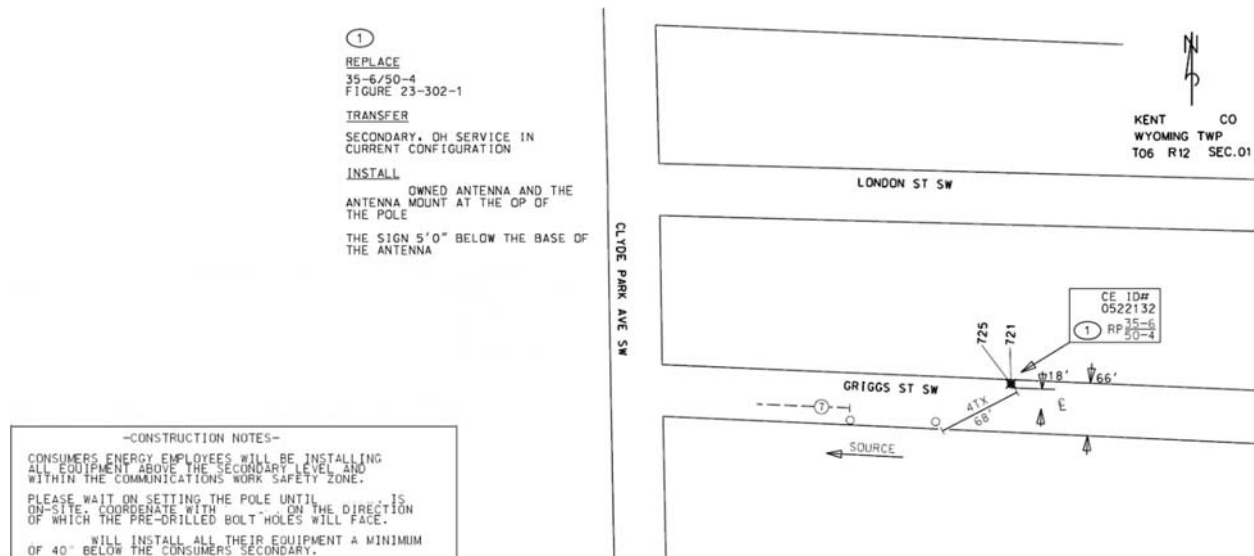 1
REPLACE
35-6/50-4
FIGURE 23-302-1
TRANSFER
SECONDARY, OH SERVICE IN
CURRENT CONFIGURATION
INSTALL
OWNED ANTENNA AND THE
ANTENNA MOUNT AT THE OP OF
THE POLE
THE SIGN 5'0" BELOW THE BASE OF
THE ANTENNA
N
KENT CO
WYOMING TWP
T06 R12 SEC.01
LONDON ST SW
CLYDE PARK AVE SW
CE ID#
0522132
1 RP 35-6
50-4
725
721
18'
66'
GRIGGS ST SW
4TX
68'
7
SOURCE
-CONSTRUCTION NOTES-
CONSUMERS ENERGY EMPLOYEES WILL BE INSTALLING
ALL EQUIPMENT ABOVE THE SECONDARY LEVEL AND
WITHIN THE COMMUNICATIONS WORK SAFETY ZONE.
PLEASE WAIT ON SETTING THE POLE UNTIL IS
ON-SITE. COORDENATE WITH ON THE DIRECTION
OF WHICH THE PRE-DRILLED BOLT HOLES WILL FACE.
WILL INSTALL ALL THEIR EQUIPMENT A MINIMUM
OF 40" BELOW THE CONSUMERS SECONDARY.